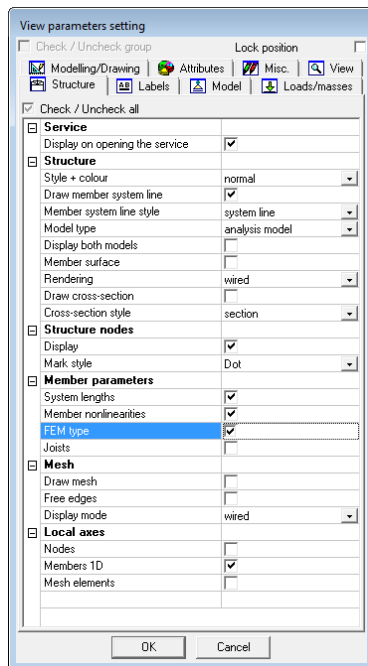 View parameters setting
Check / Uncheck group Lock position
Modelling/Drawing Attributes Misc. View
Structure Labels Model Loads/masses
Check / Uncheck all
Service
Display on opening the service
Structure
Style + colour normal
Draw member system line
Member system line style system line
Model type analysis model
Display both models
Member surface
Rendering wired
Draw cross-section
Cross-section style section
Structure nodes
Display
Mark style Dot
Member parameters
System lengths
Member nonlinearities
FEM type
Joists
Mesh
Draw mesh
Free edges
Display mode wired
Local axes
Nodes
Members 1D
Mesh elements
OK Cancel